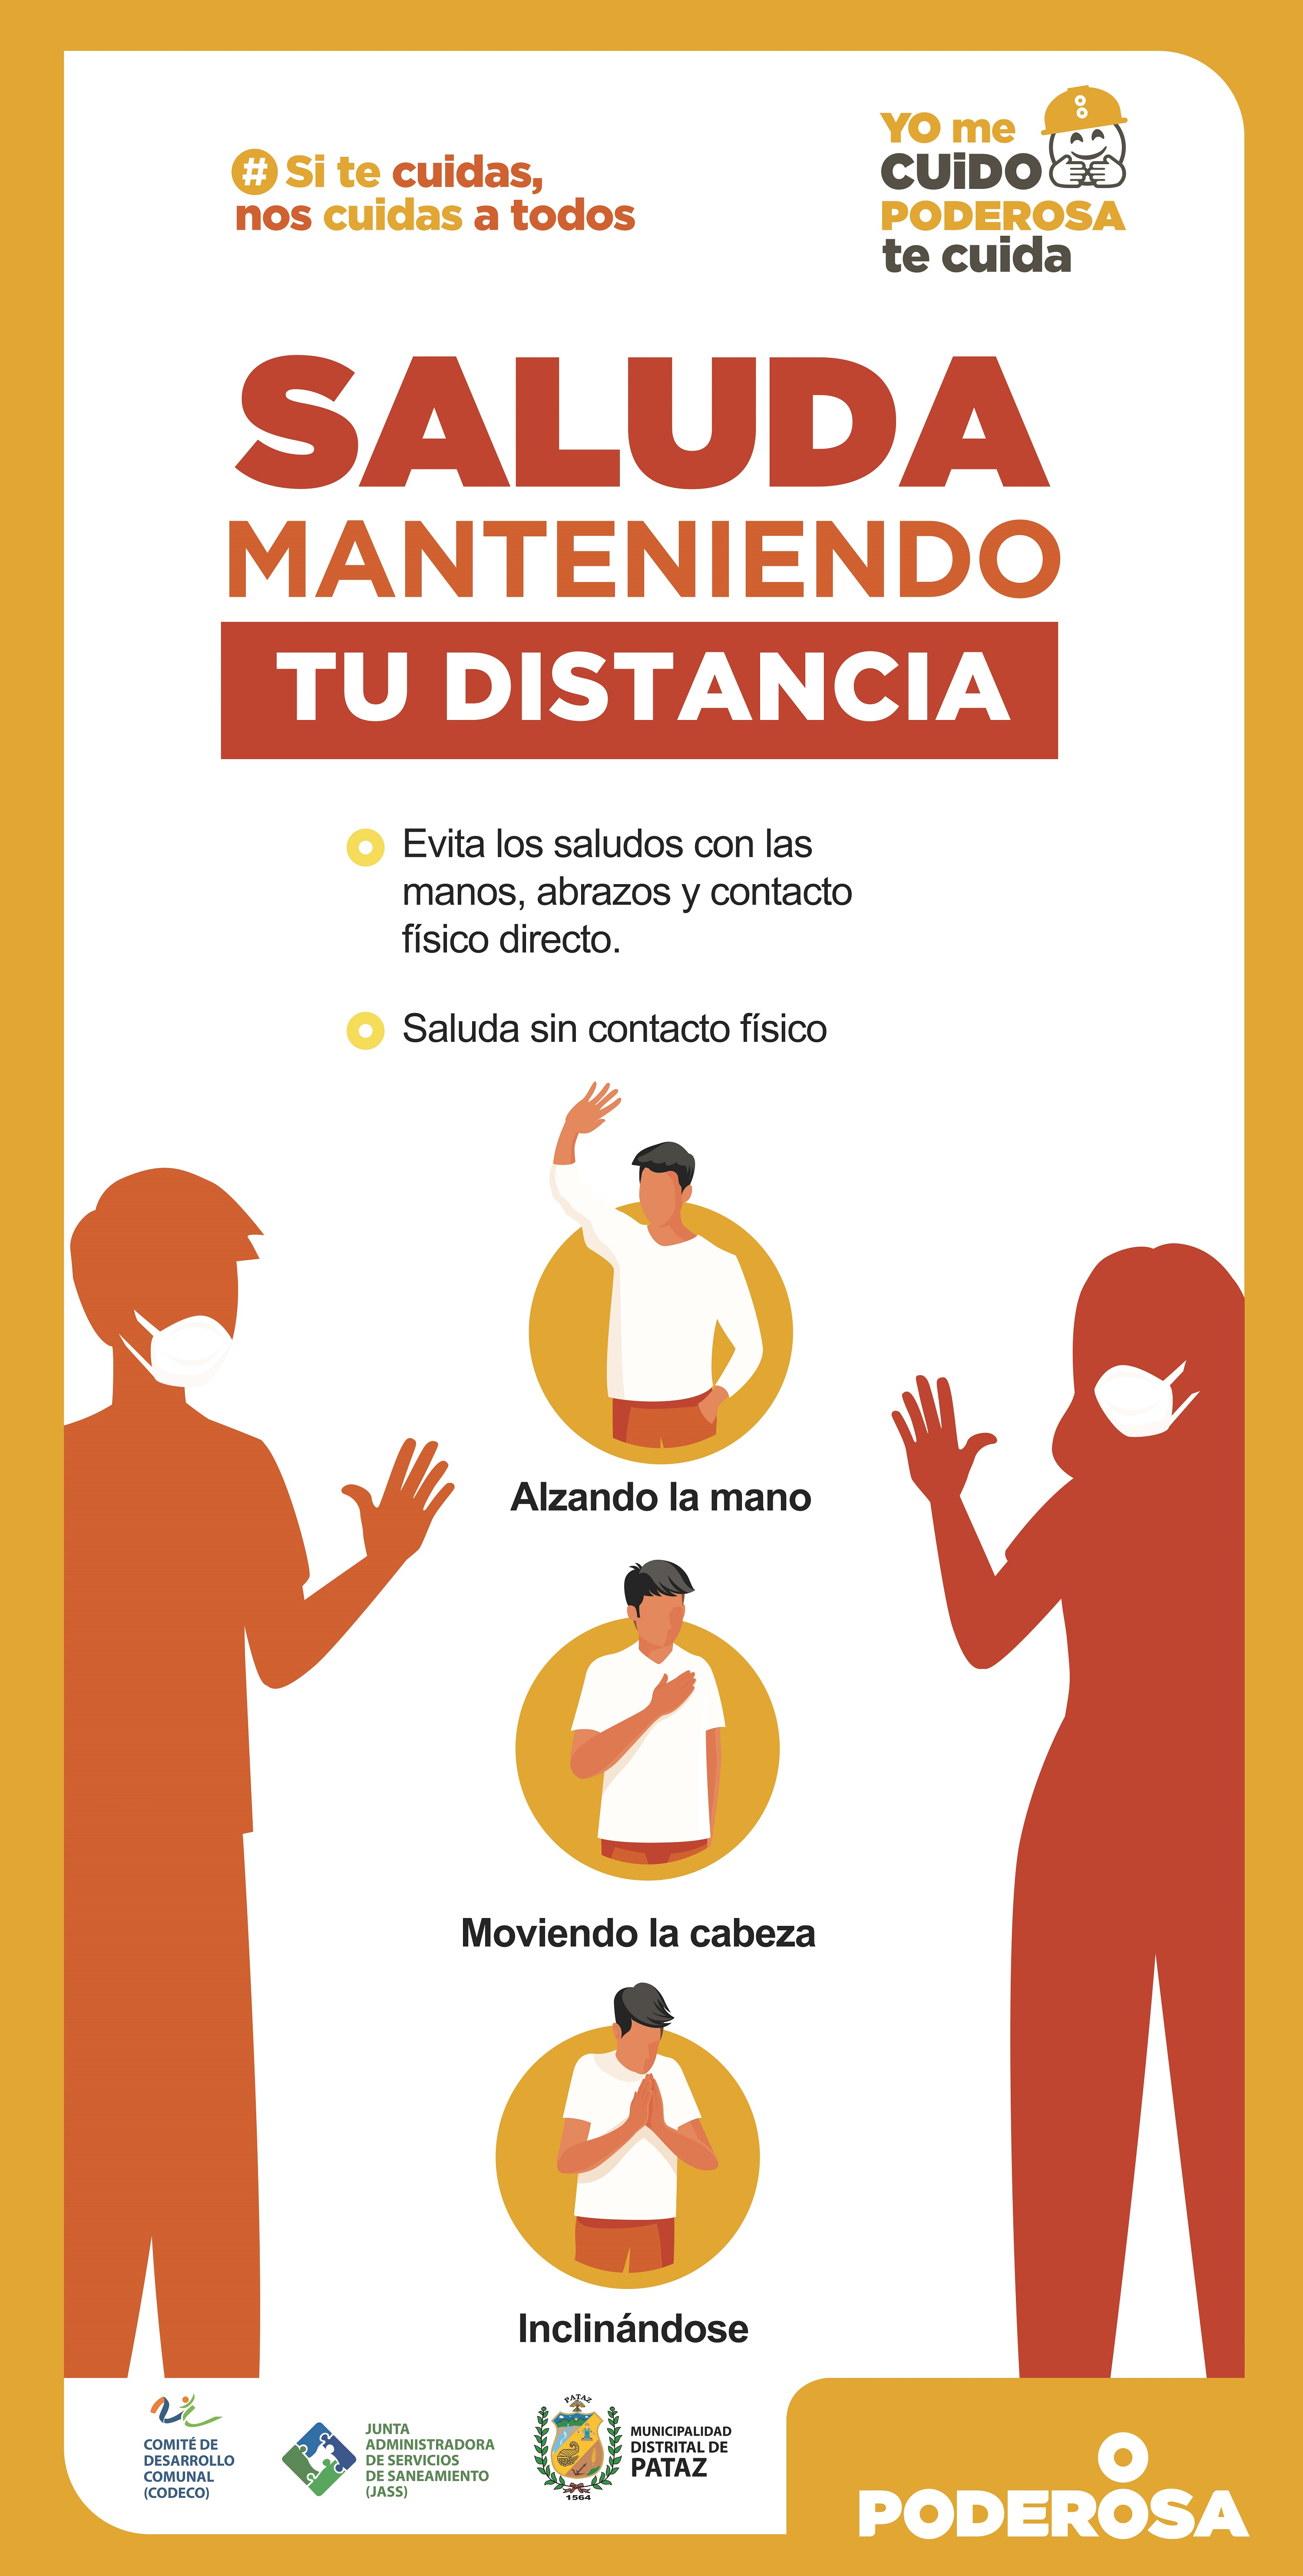 # Si te cuidas,
nos cuidas a todos
YO me
CUiDO
PODEROSA
te cuida
SALUDA
MANTENIENDO
TU DISTANCIA
Evita los saludos con las
manos, abrazos y contacto
físico directo.
Saluda sin contacto físico
Alzando la mano
Moviendo la cabeza
Inclinándose
COMITÉ DE
DESARROLLO
COMUNAL
(CODECO)
JUNTA
ADMINISTRADORA
DE SERVICIOS
DE SANEAMIENTO
(JASS)
PATAZ
1564
MUNICIPALIDAD
DISTRITAL DE
PATAZ
PODEROSA